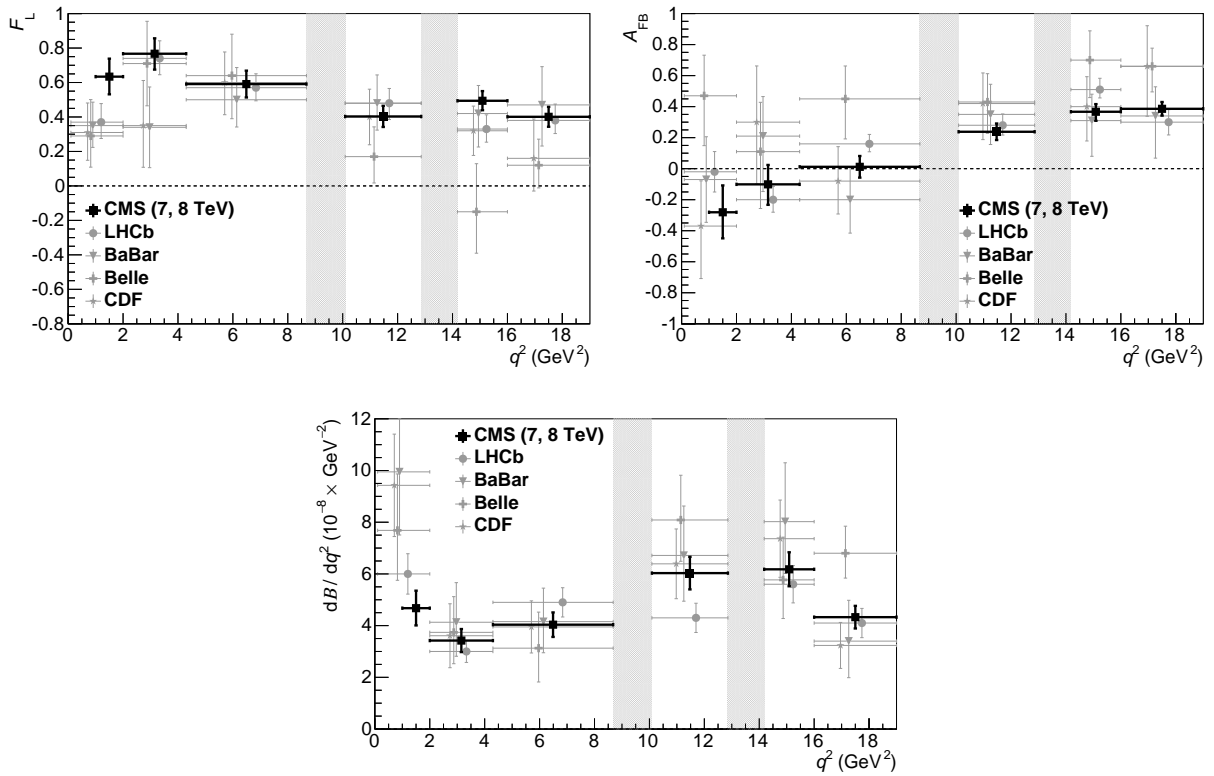 F_L
1
0.8
0.6
0.4
0.2
0
−0.2
−0.4
−0.6
−0.8
CMS (7, 8 TeV)
LHCb
BaBar
Belle
CDF
0 2 4 6 8 10 12 14 16 18
q² (GeV²)
A_FB
1
0.8
0.6
0.4
0.2
0
-0.2
-0.4
-0.6
-0.8
-1
CMS (7, 8 TeV)
LHCb
BaBar
Belle
CDF
0 2 4 6 8 10 12 14 16 18
q² (GeV²)
dB / dq² (10⁻⁸ × GeV⁻²)
12
10
8
6
4
2
0
CMS (7, 8 TeV)
LHCb
BaBar
Belle
CDF
0 2 4 6 8 10 12 14 16 18
q² (GeV²)